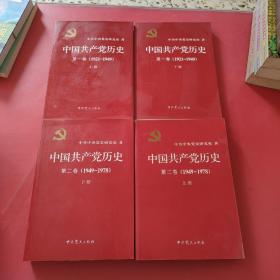 中共中央党史研究室 著
中国共产党历史
第一卷(1921-1949)
上册
中共党史出版社
中共中央党史研究室 著
中国共产党历史
第一卷(1921-1949)
下册
中共党史出版社
中共中央党史研究室 著
中国共产党历史
第二卷(1949-1978)
下册
中共党史出版社
中共中央党史研究室 著
中国共产党历史
第二卷(1949-1978)
上册
中共党史出版社